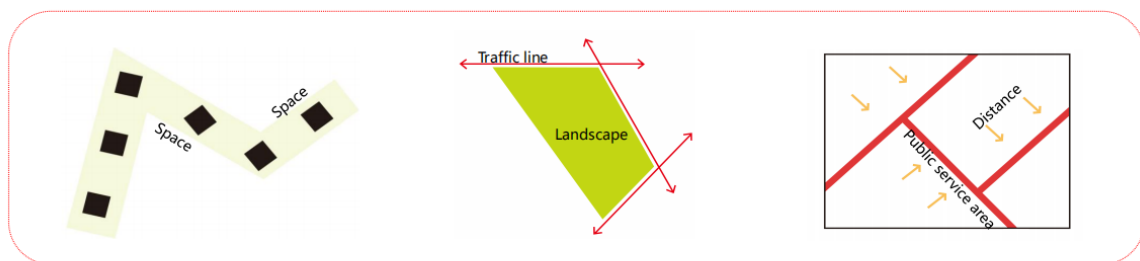 Space
Space
Traffic line
Landscape
Distance
Public service area